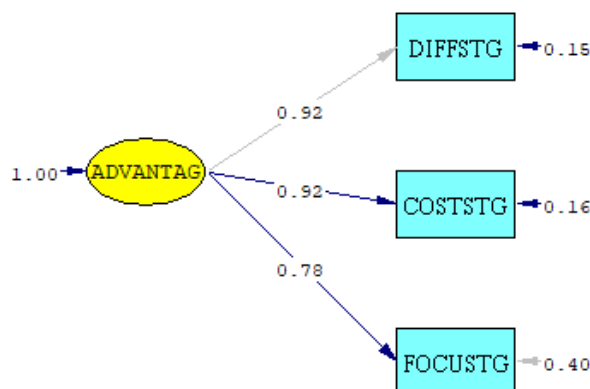 DIFFSTG
0.15
0.92
1.00
ADVANTAG
0.92
COSTSTG
0.16
0.78
FOCUSTG
0.40